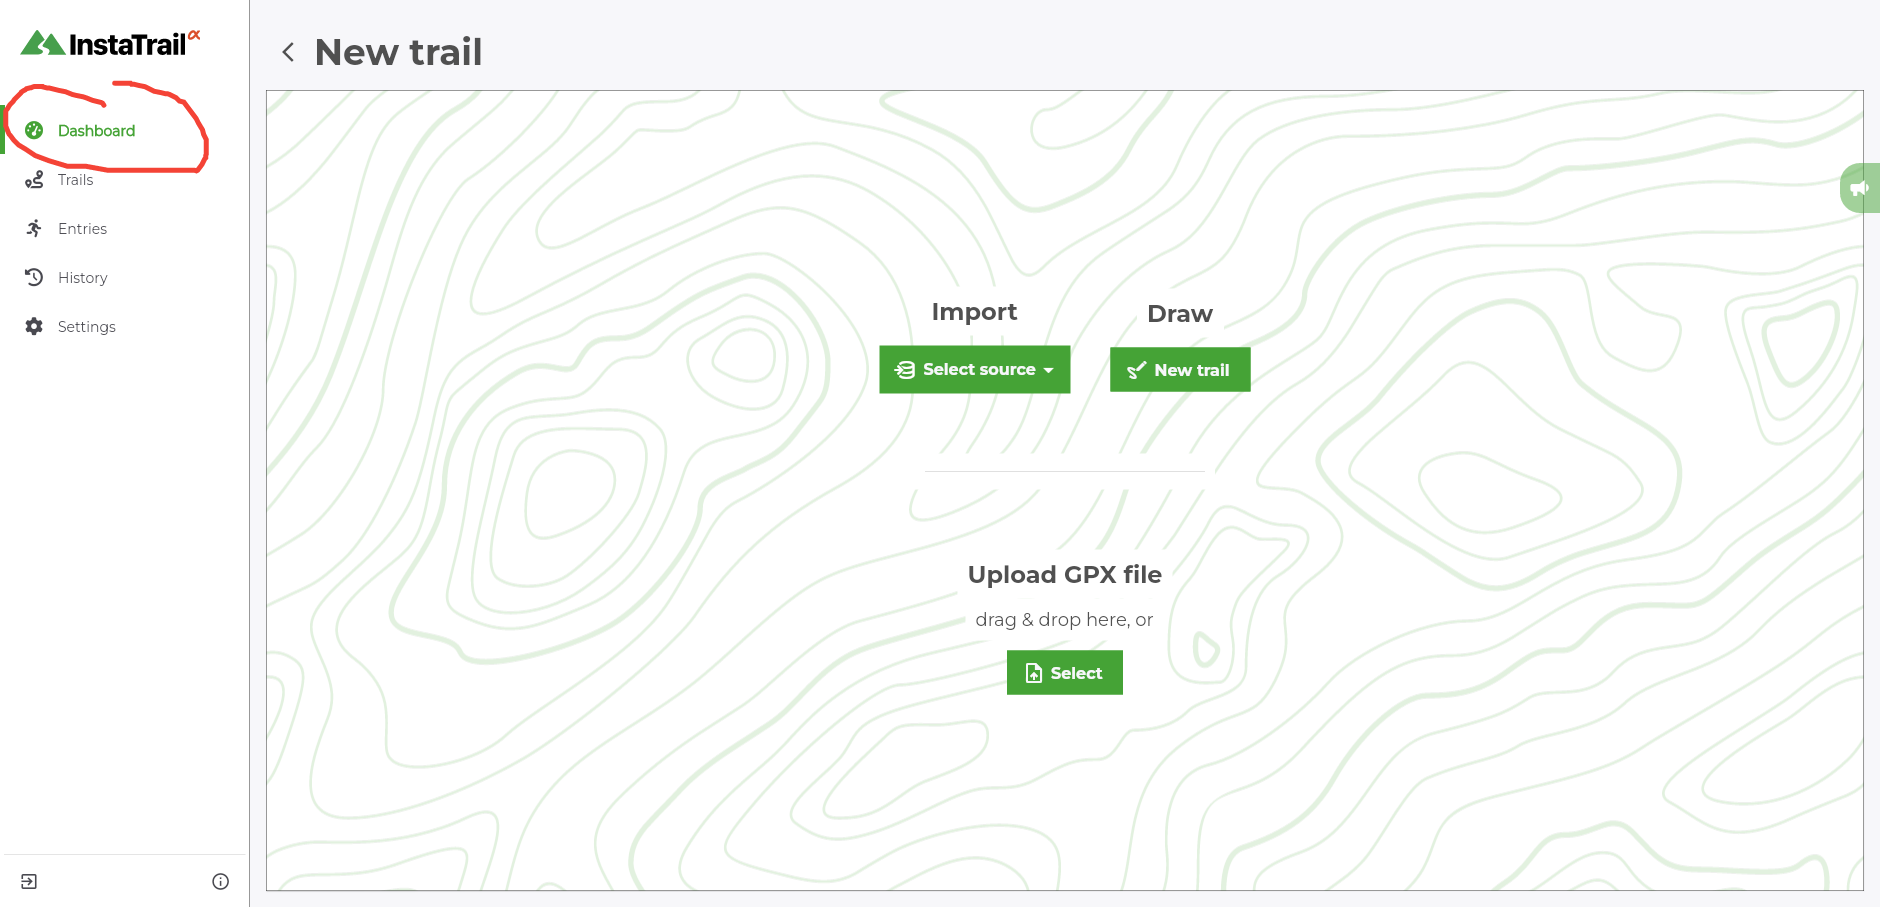 InstaTrail α
New trail
Dashboard
Trails
Entries
History
Settings
Import
Draw
Select source
New trail
Upload GPX file
drag & drop here, or
Select